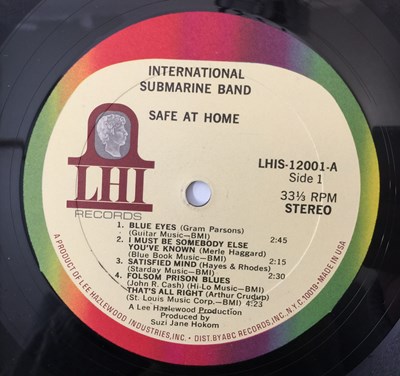 INTERNATIONAL
SUBMARINE BAND
SAFE AT HOME
LHI
RECORDS
LHIS-12001-A
Side 1
33⅓ RPM
STEREO
1. BLUE EYES (Gram Parsons)
(Guitar Music—BMI) 2:45
2. I MUST BE SOMEBODY ELSE
YOU'VE KNOWN (Merle Haggard)
(Blue Book Music—BMI) 2:15
3. SATISFIED MIND (Hayes & Rhodes)
(Starday Music—BMI) 2:30
4. FOLSOM PRISON BLUES
(John R. Cash) (Hi-Lo Music—BMI)
THAT'S ALL RIGHT (Arthur Crudup)
(St. Louis Music Corp.—BMI) 4:23
A Lee Hazlewood Production
Produced by
Suzi Jane Hokom
A PRODUCT OF LEE HAZLEWOOD INDUSTRIES, INC. • DIST. BY ABC RECORDS, INC., N.Y.C. 10019 • MADE IN USA